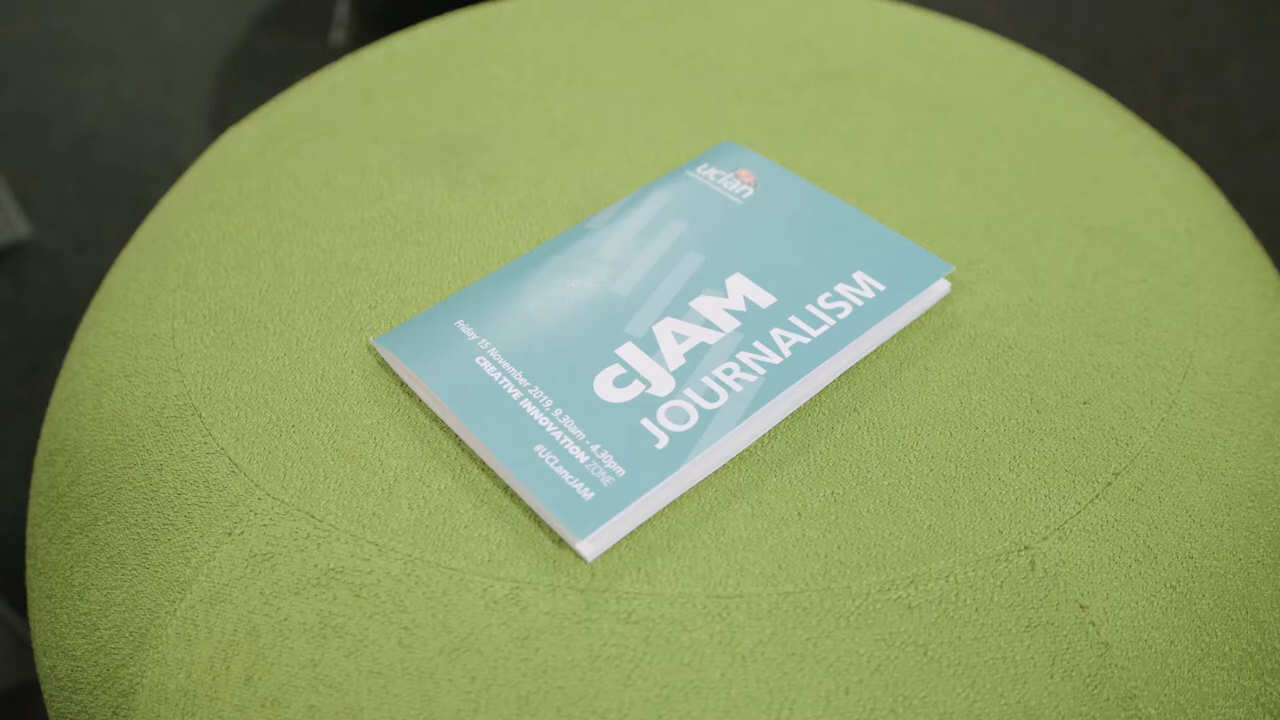 uclan
cJAM
JOURNALISM
Friday 15 November 2019, 9.30am - 4.30pm
CREATIVE INNOVATION ZONE
#UCLancJAM